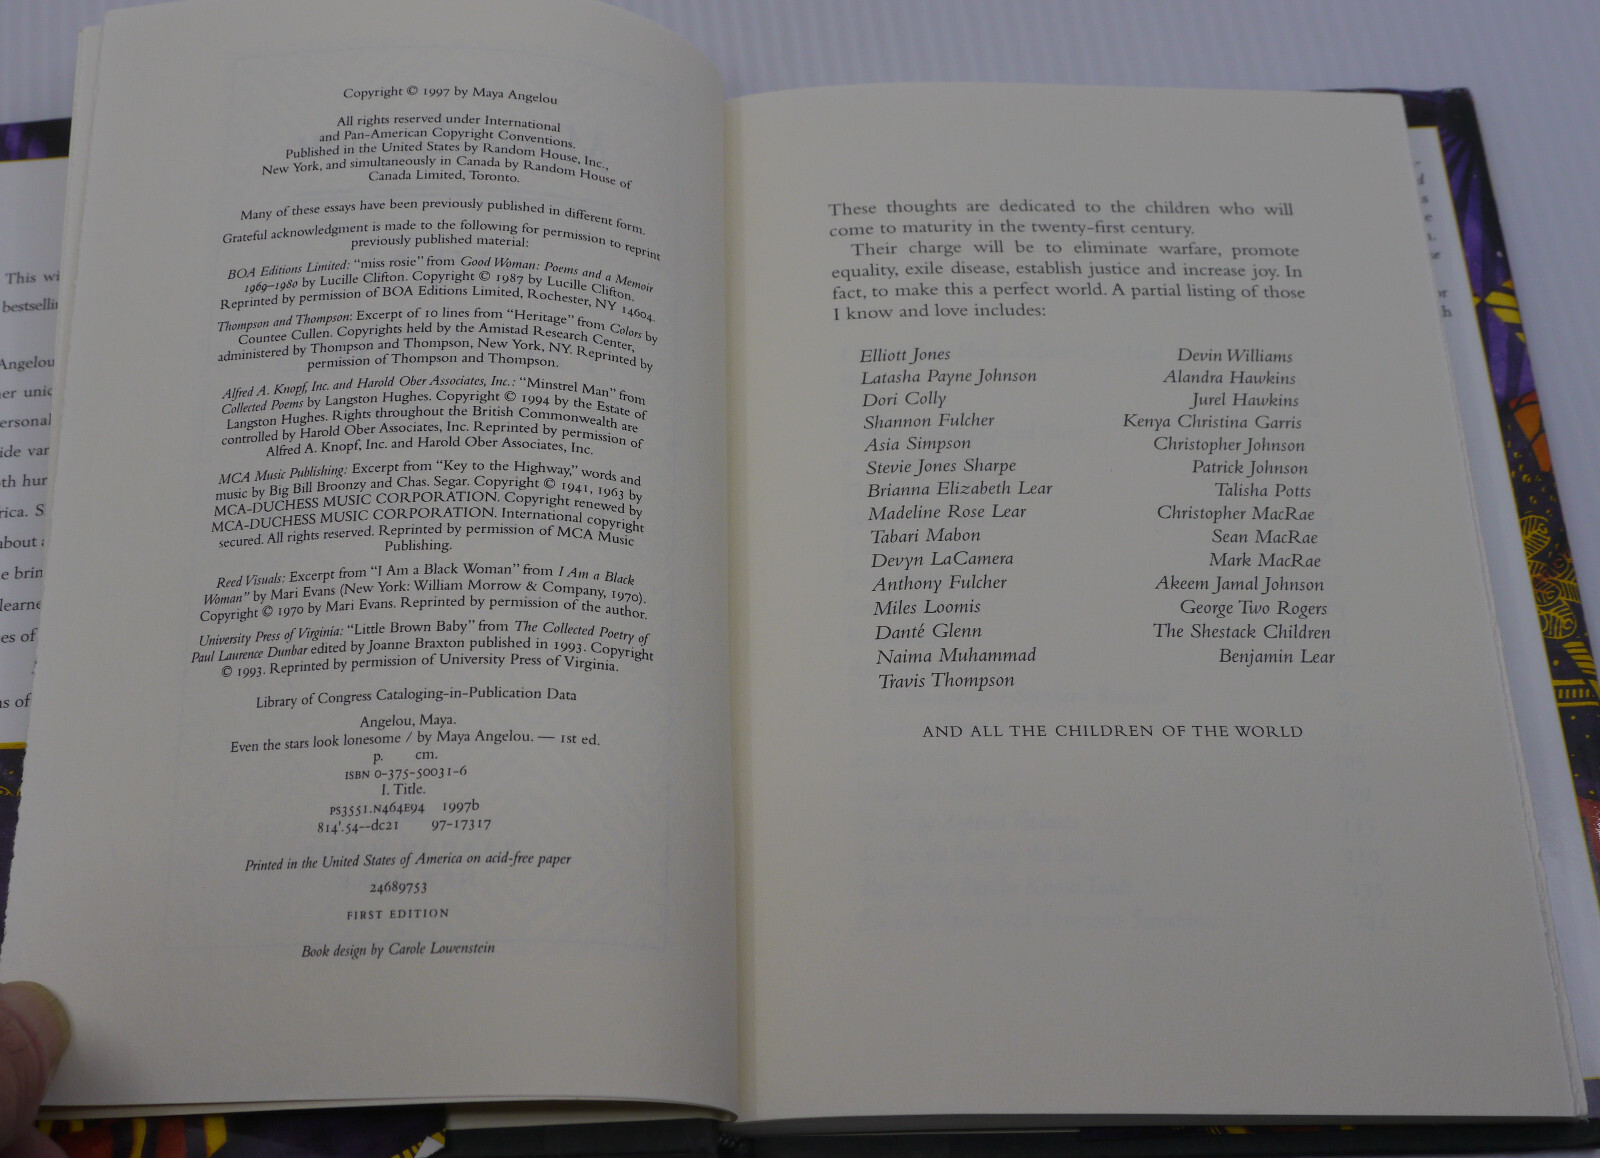 This wi
bestselli
Angelou
er unic
ersonal
ide var
th hur
rica. S
about a
e brin
learne
es of
s of
Copyright © 1997 by Maya Angelou
All rights reserved under International
and Pan-American Copyright Conventions.
Published in the United States by Random House, Inc.,
New York, and simultaneously in Canada by Random House of
Canada Limited, Toronto.
Many of these essays have been previously published in different form.
Grateful acknowledgment is made to the following for permission to reprint
previously published material:
BOA Editions Limited: "miss rosie" from Good Woman: Poems and a Memoir
1969–1980 by Lucille Clifton. Copyright © 1987 by Lucille Clifton.
Reprinted by permission of BOA Editions Limited, Rochester, NY 14604.
Thompson and Thompson: Excerpt of 10 lines from "Heritage" from Colors by
Countee Cullen. Copyrights held by the Amistad Research Center,
administered by Thompson and Thompson, New York, NY. Reprinted by
permission of Thompson and Thompson.
Alfred A. Knopf, Inc. and Harold Ober Associates, Inc.: "Minstrel Man" from
Collected Poems by Langston Hughes. Copyright © 1994 by the Estate of
Langston Hughes. Rights throughout the British Commonwealth are
controlled by Harold Ober Associates, Inc. Reprinted by permission of
Alfred A. Knopf, Inc. and Harold Ober Associates, Inc.
MCA Music Publishing: Excerpt from "Key to the Highway," words and
music by Big Bill Broonzy and Chas. Segar. Copyright © 1941, 1963 by
MCA-DUCHESS MUSIC CORPORATION. Copyright renewed by
MCA-DUCHESS MUSIC CORPORATION. International copyright
secured. All rights reserved. Reprinted by permission of MCA Music
Publishing.
Reed Visuals: Excerpt from "I Am a Black Woman" from I Am a Black
Woman" by Mari Evans (New York: William Morrow & Company, 1970).
Copyright © 1970 by Mari Evans. Reprinted by permission of the author.
University Press of Virginia: "Little Brown Baby" from The Collected Poetry of
Paul Laurence Dunbar edited by Joanne Braxton published in 1993. Copyright
© 1993. Reprinted by permission of University Press of Virginia.
Library of Congress Cataloging-in-Publication Data
Angelou, Maya.
Even the stars look lonesome / by Maya Angelou. — 1st ed.
p. cm.
ISBN 0-375-50031-6
I. Title.
PS3551.N464E94 1997b
814'.54--dc21 97-17317
Printed in the United States of America on acid-free paper
24689753
FIRST EDITION
Book design by Carole Lowenstein
These thoughts are dedicated to the children who will
come to maturity in the twenty-first century.
Their charge will be to eliminate warfare, promote
equality, exile disease, establish justice and increase joy. In
fact, to make this a perfect world. A partial listing of those
I know and love includes:
Elliott Jones
Latasha Payne Johnson
Dori Colly
Shannon Fulcher
Asia Simpson
Stevie Jones Sharpe
Brianna Elizabeth Lear
Madeline Rose Lear
Tabari Mabon
Devyn LaCamera
Anthony Fulcher
Miles Loomis
Danté Glenn
Naima Muhammad
Travis Thompson
Devin Williams
Alandra Hawkins
Jurel Hawkins
Kenya Christina Garris
Christopher Johnson
Patrick Johnson
Talisha Potts
Christopher MacRae
Sean MacRae
Mark MacRae
Akeem Jamal Johnson
George Two Rogers
The Shestack Children
Benjamin Lear
AND ALL THE CHILDREN OF THE WORLD